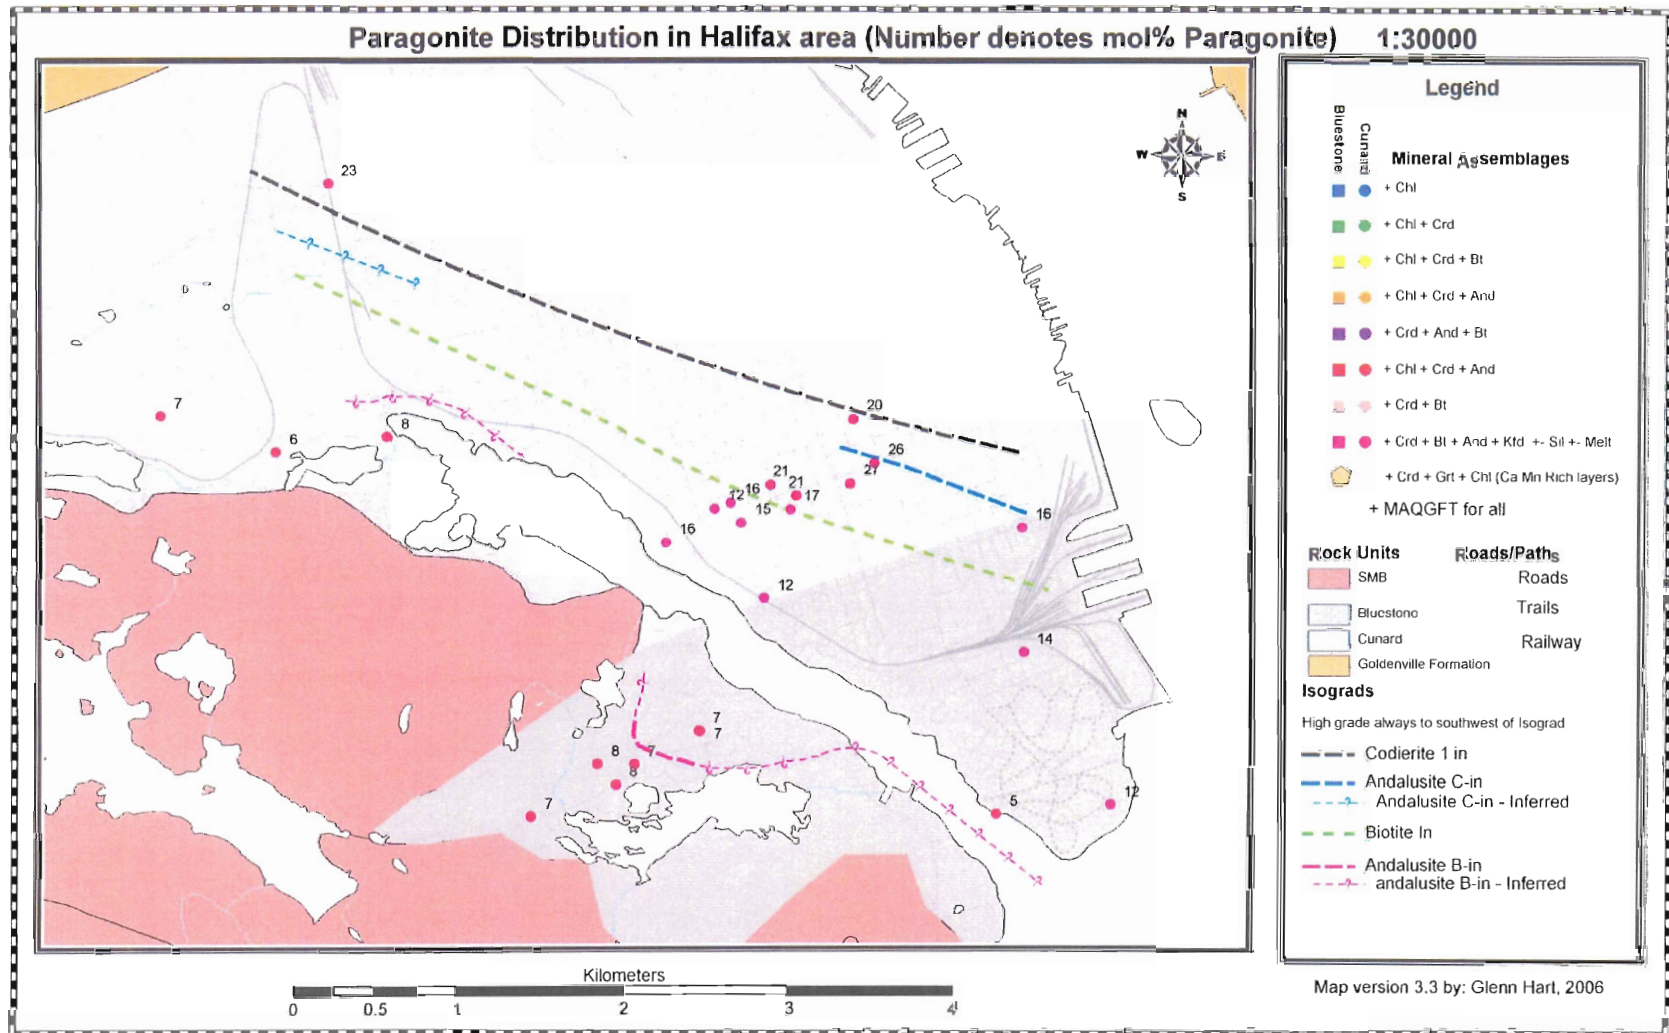 Paragonite Distribution in Halifax area (Number denotes mol% Paragonite) 1:30000
N
W E
S
23
7
6
8
20
26
27
21
21
16
12
17
15
16
16
12
14
7
7
8
7
8
7
5
12
Legend
Bluestone
Cunard
Mineral Assemblages
+ Chl
+ Chl + Crd
+ Chl + Crd + Bt
+ Chl + Crd + And
+ Crd + And + Bt
+ Chl + Crd + And
+ Crd + Bt
+ Crd + Bt + And + Kfd +- Sil +- Melt
+ Crd + Grt + Chl (Ca Mn Rich layers)
+ MAQGFT for all
Rock Units Roads/Paths
SMB Roads
Bluestone Trails
Cunard Railway
Goldenville Formation
Isograds
High grade always to southwest of Isograd
Codierite 1 in
Andalusite C-in
Andalusite C-in - Inferred
Biotite In
Andalusite B-in
andalusite B-in - Inferred
Kilometers
0 0.5 1 2 3 4
Map version 3.3 by: Glenn Hart, 2006